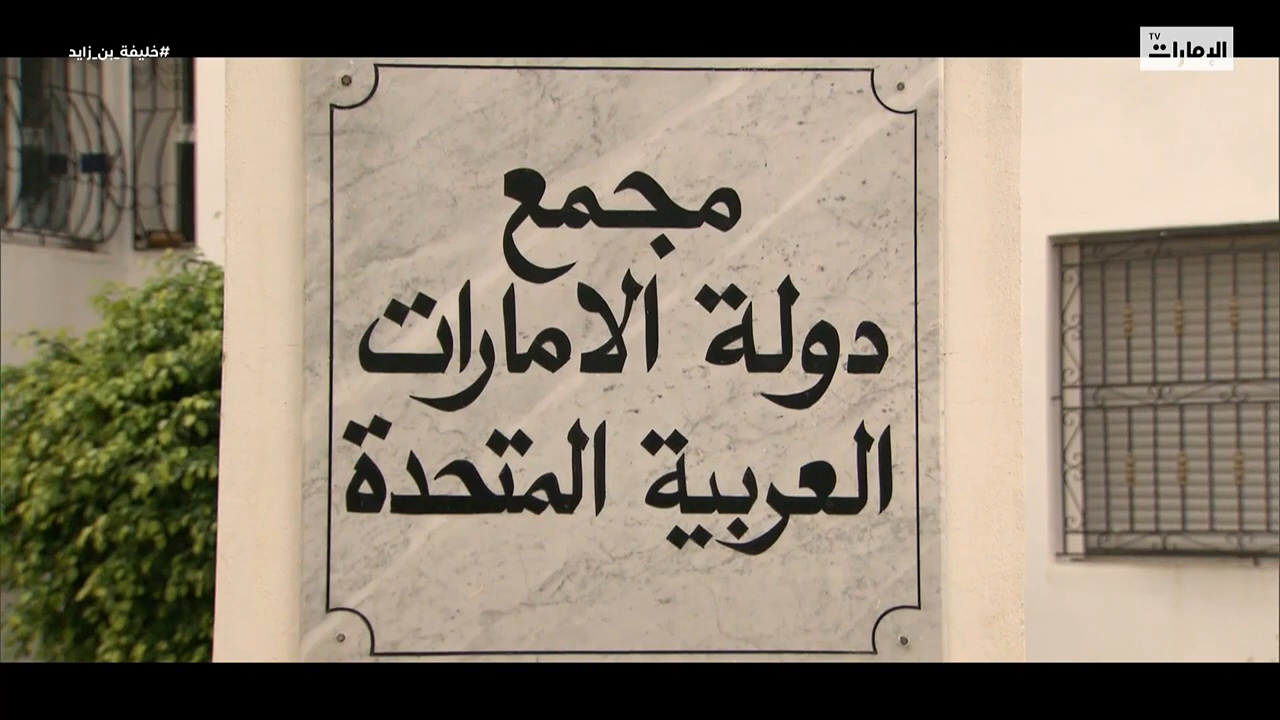 #خليفة_بن_زايد
الإمارات TV
مجمع
دولة الامارات
العربية المتحدة